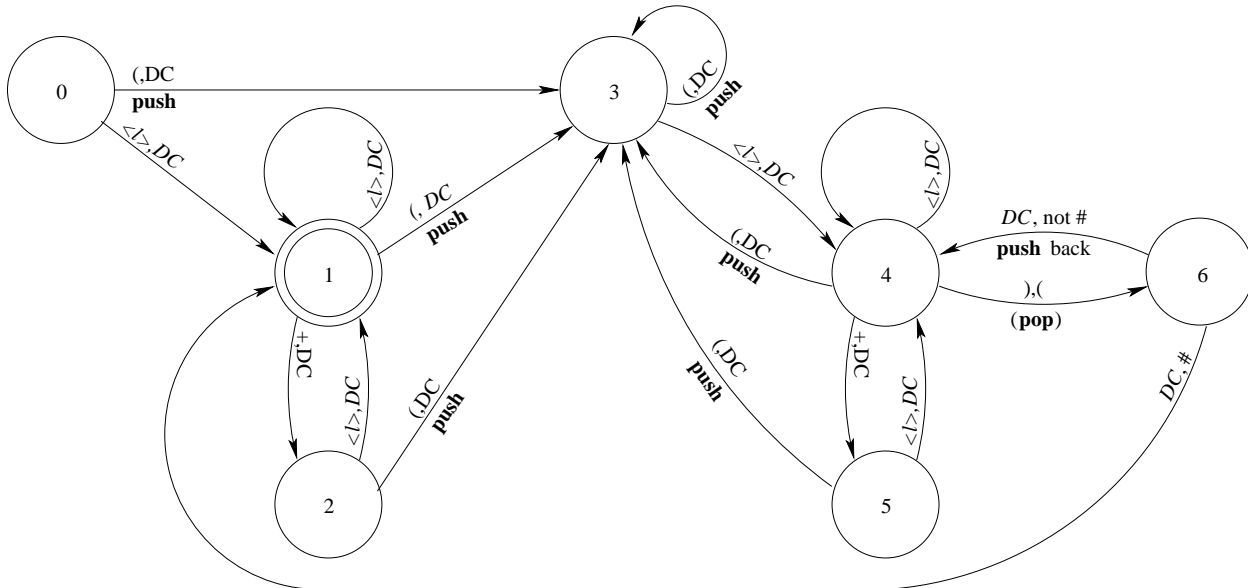 0
(,DC
push
<l>,DC
3
(,DC
push
<l>,DC
1
(, DC
push
+,DC
<l>,DC
2
(,DC
push
<l>,DC
(,DC
push
<l>,DC
4
DC, not #
push back
),(
(pop)
6
(,DC
push
+,DC
<l>,DC
5
DC, #